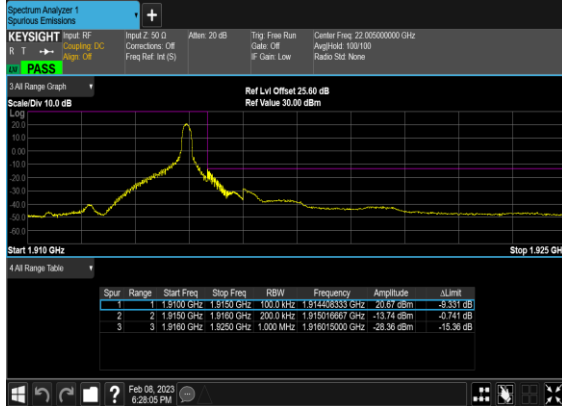 Spectrum Analyzer 1
Spurious Emissions
+
KEYSIGHT Input: RF Input Z: 50 Ω Atten: 20 dB Trig: Free Run Center Freq: 22.005000000 GHz
R T Coupling: DC Corrections: Off Gate: Off Avg|Hold: 100/100
Align: Off Freq Ref: Int (S) IF Gain: Low Radio Std: None
PASS
3 All Range Graph Ref Lvl Offset 25.60 dB
Scale/Div 10.0 dB Ref Value 30.00 dBm
Log
20.0
10.0
0.00
-10.0
-20.0
-30.0
-40.0
-50.0
-60.0
Start 1.910 GHz Stop 1.925 GH
4 All Range Table
Spur Range Start Freq Stop Freq RBW Frequency Amplitude ΔLimit
1 1 1.9100 GHz 1.9150 GHz 100.0 kHz 1.914408333 GHz 20.67 dBm -9.331 dB
2 2 1.9150 GHz 1.9160 GHz 200.0 kHz 1.915016667 GHz -13.74 dBm -0.741 dB
3 3 1.9160 GHz 1.9250 GHz 1.000 MHz 1.916015000 GHz -28.36 dBm -15.36 dB
? Feb 08, 2023
6:28:05 PM